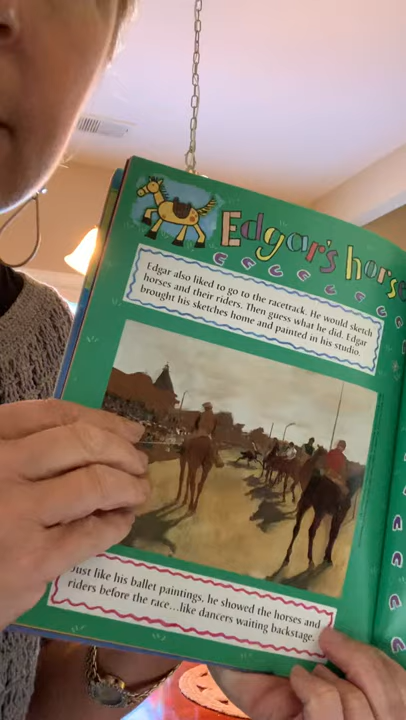 Edgar's horse
Edgar also liked to go to the racetrack. He would sketch
horses and their riders. Then guess what he did. Edgar
brought his sketches home and painted in his studio.
Just like his ballet paintings, he showed the horses and
riders before the race...like dancers waiting backstage.